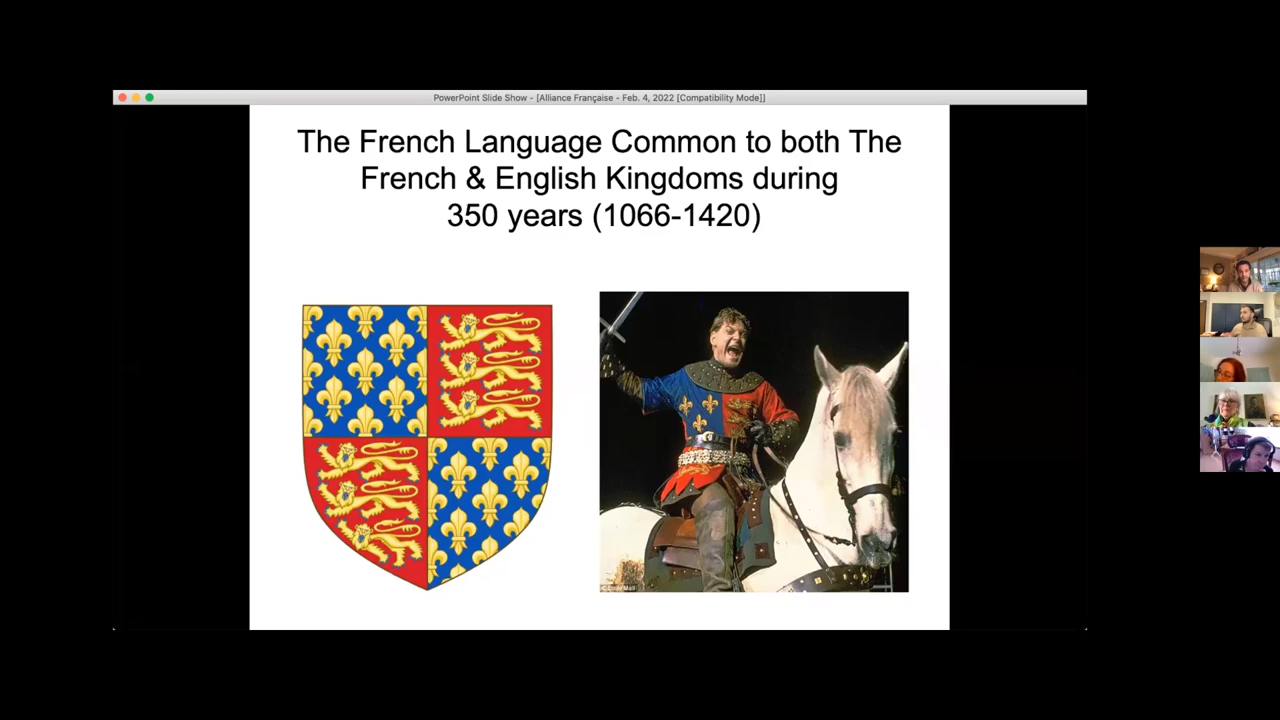 PowerPoint Slide Show - [Alliance Française - Feb. 4, 2022 [Compatibility Mode]]
The French Language Common to both The
French & English Kingdoms during
350 years (1066-1420)